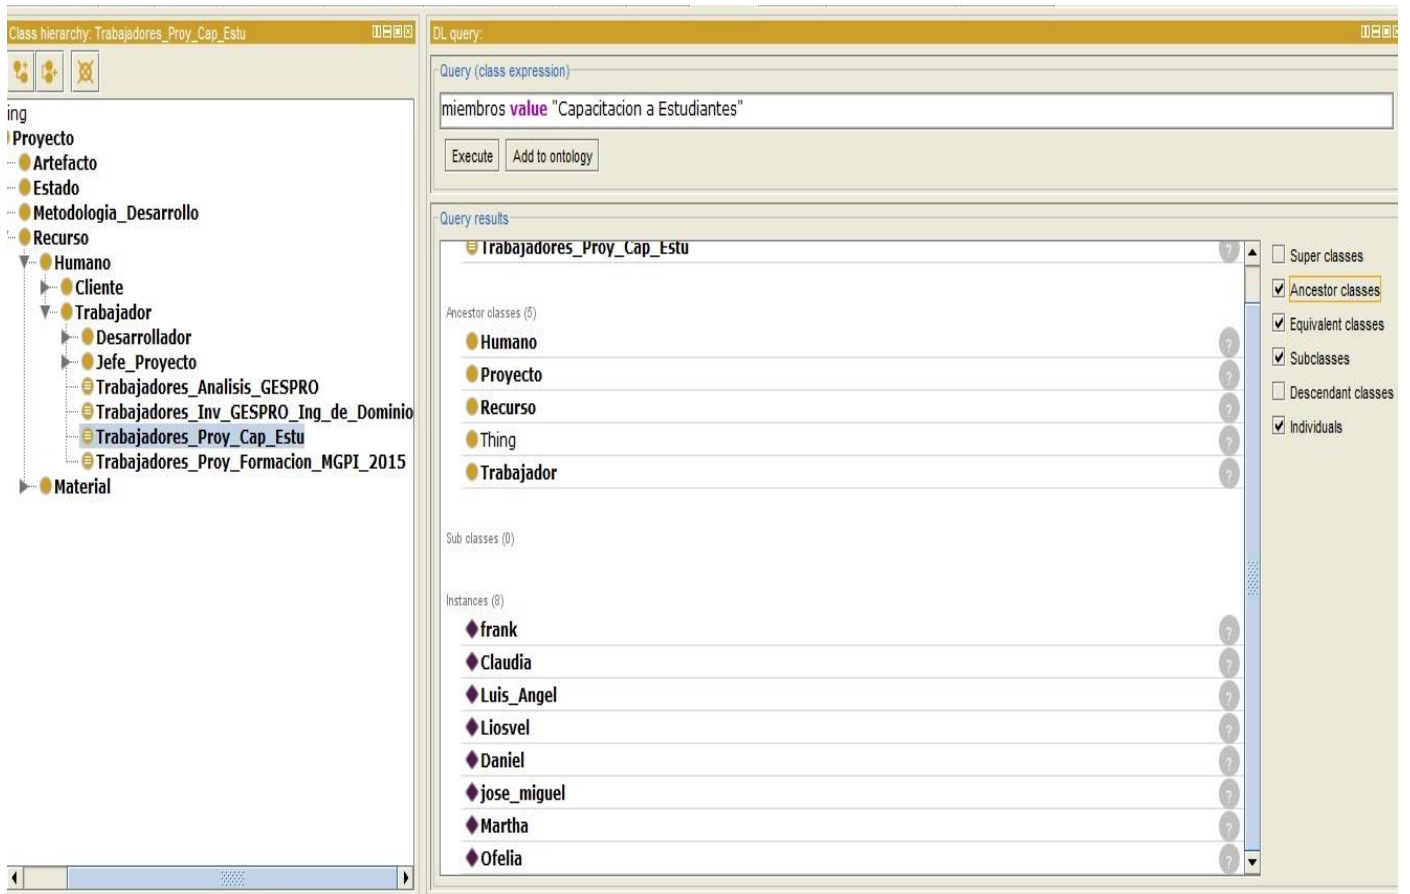 Class hierarchy: Trabajadores_Proy_Cap_Estu
ing
Proyecto
Artefacto
Estado
Metodologia_Desarrollo
Recurso
Humano
Cliente
Trabajador
Desarrollador
Jefe_Proyecto
Trabajadores_Analisis_GESPRO
Trabajadores_Inv_GESPRO_Ing_de_Dominio
Trabajadores_Proy_Cap_Estu
Trabajadores_Proy_Formacion_MGPI_2015
Material
DL query:
Query (class expression)
miembros value "Capacitacion a Estudiantes"
Execute
Add to ontology
Query results
Trabajadores_Proy_Cap_Estu
?
Ancestor classes (5)
Humano
?
Proyecto
?
Recurso
?
Thing
?
Trabajador
?
Sub classes (0)
Instances (8)
frank
?
Claudia
?
Luis_Angel
?
Liosvel
?
Daniel
?
jose_miguel
?
Martha
?
Ofelia
?
Super classes
Ancestor classes
Equivalent classes
Subclasses
Descendant classes
Individuals